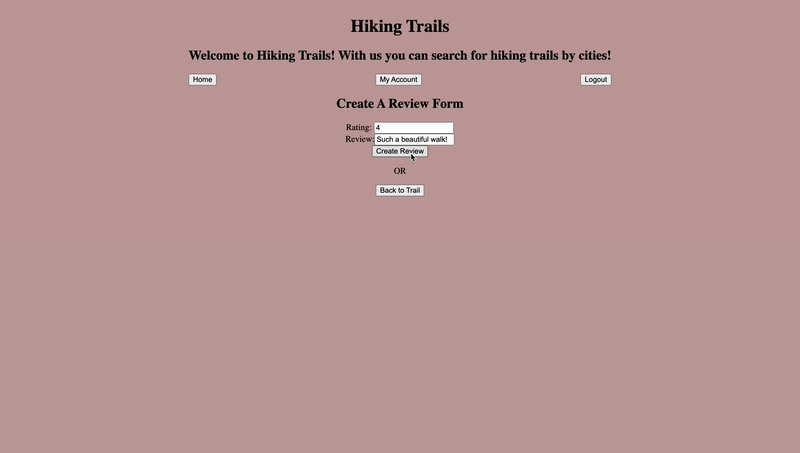 Hiking Trails
Welcome to Hiking Trails! With us you can search for hiking trails by cities!
Home My Account Logout
Create A Review Form
Rating: 4
Review: Such a beautiful walk!
Create Review
OR
Back to Trail